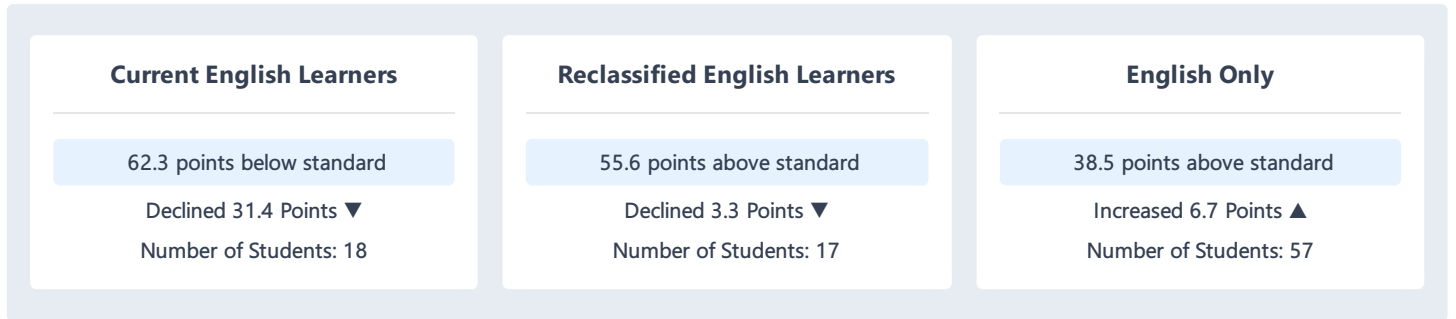 Current English Learners
62.3 points below standard
Declined 31.4 Points ▼
Number of Students: 18
Reclassified English Learners
55.6 points above standard
Declined 3.3 Points ▼
Number of Students: 17
English Only
38.5 points above standard
Increased 6.7 Points ▲
Number of Students: 57